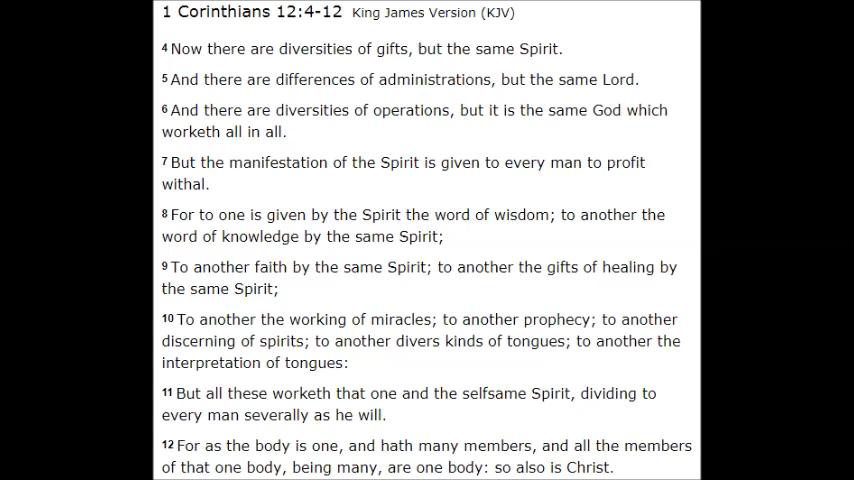 1 Corinthians 12:4-12 King James Version (KJV)
4 Now there are diversities of gifts, but the same Spirit.
5 And there are differences of administrations, but the same Lord.
6 And there are diversities of operations, but it is the same God which
worketh all in all.
7 But the manifestation of the Spirit is given to every man to profit
withal.
8 For to one is given by the Spirit the word of wisdom; to another the
word of knowledge by the same Spirit;
9 To another faith by the same Spirit; to another the gifts of healing by
the same Spirit;
10 To another the working of miracles; to another prophecy; to another
discerning of spirits; to another divers kinds of tongues; to another the
interpretation of tongues:
11 But all these worketh that one and the selfsame Spirit, dividing to
every man severally as he will.
12 For as the body is one, and hath many members, and all the members
of that one body, being many, are one body: so also is Christ.